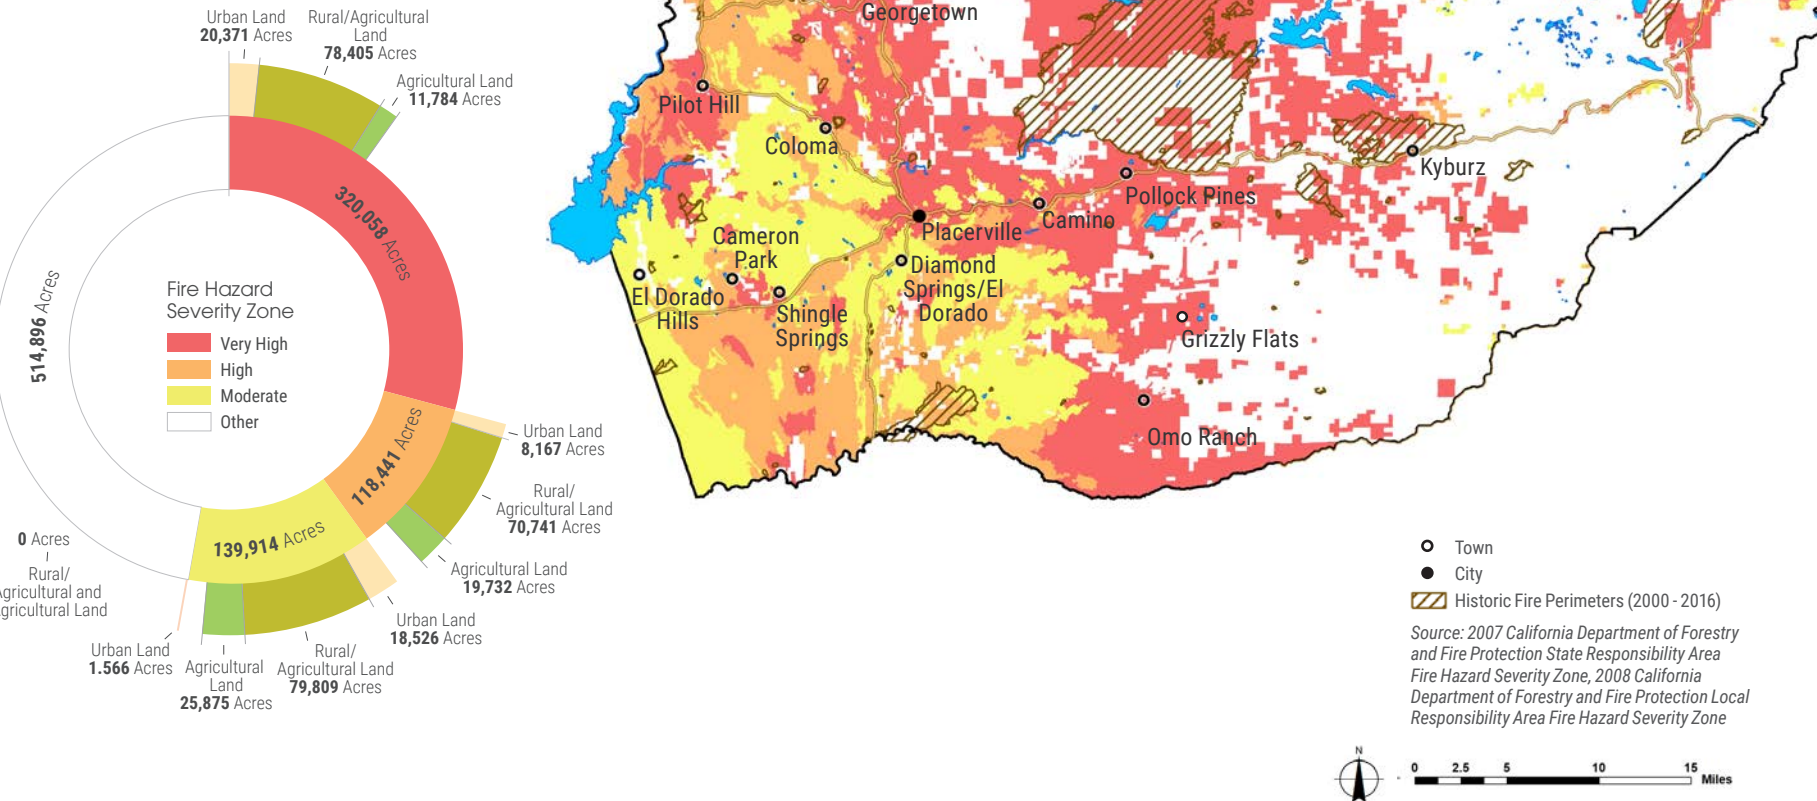 Urban Land
20,371 Acres
Rural/Agricultural
Land
78,405 Acres
Agricultural Land
11,784 Acres
320,058 Acres
514,896 Acres
Fire Hazard
Severity Zone
Very High
High
Moderate
Other
118,441 Acres
139,914 Acres
Urban Land
8,167 Acres
Rural/
Agricultural Land
70,741 Acres
Agricultural Land
19,732 Acres
Urban Land
18,526 Acres
Rural/
Agricultural Land
79,809 Acres
Agricultural
Land
25,875 Acres
Urban Land
1.566 Acres
0 Acres
Rural/
gricultural and
gricultural Land
Georgetown
Pilot Hill
Coloma
Kyburz
Pollock Pines
Camino
Placerville
Cameron
Park
Diamond
Springs/El
Dorado
El Dorado
Hills
Shingle
Springs
Grizzly Flats
Omo Ranch
Town
City
Historic Fire Perimeters (2000 - 2016)
Source: 2007 California Department of Forestry
and Fire Protection State Responsibility Area
Fire Hazard Severity Zone, 2008 California
Department of Forestry and Fire Protection Local
Responsibility Area Fire Hazard Severity Zone
N
0 2.5 5 10 15 Miles